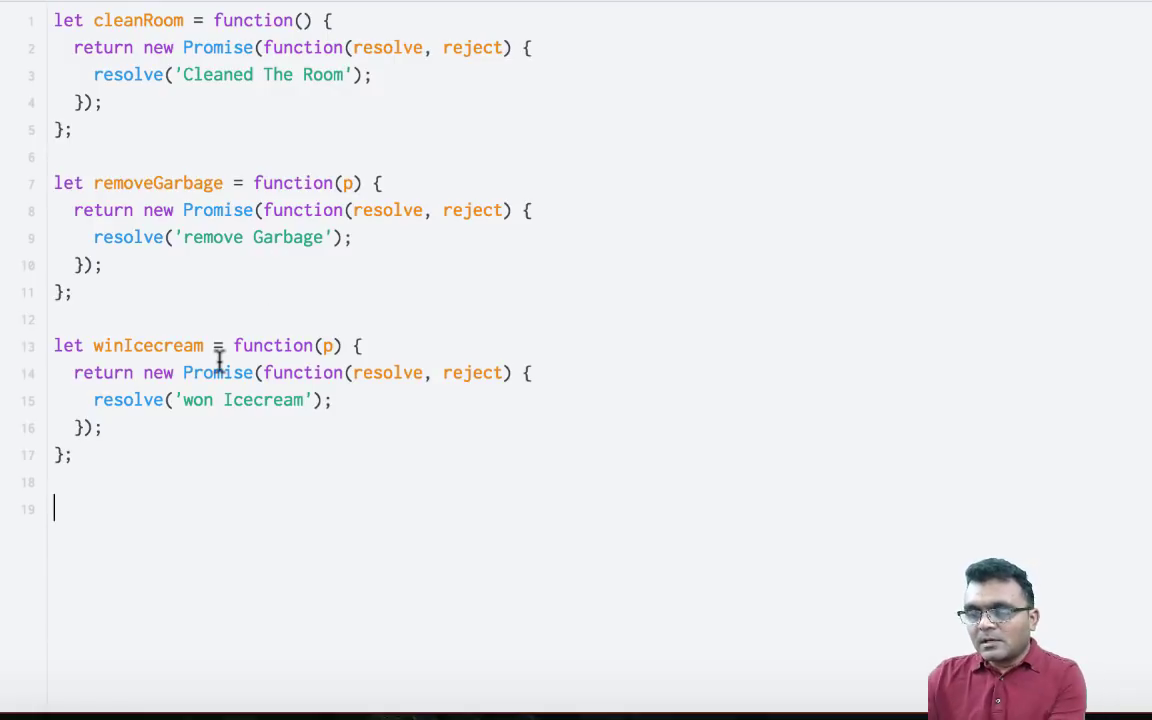 1 let cleanRoom = function() {
2   return new Promise(function(resolve, reject) {
3     resolve('Cleaned The Room');
4   });
5 };
6
7 let removeGarbage = function(p) {
8   return new Promise(function(resolve, reject) {
9     resolve('remove Garbage');
10   });
11 };
12
13 let winIcecream = function(p) {
14   return new Promise(function(resolve, reject) {
15     resolve('won Icecream');
16   });
17 };
18
19